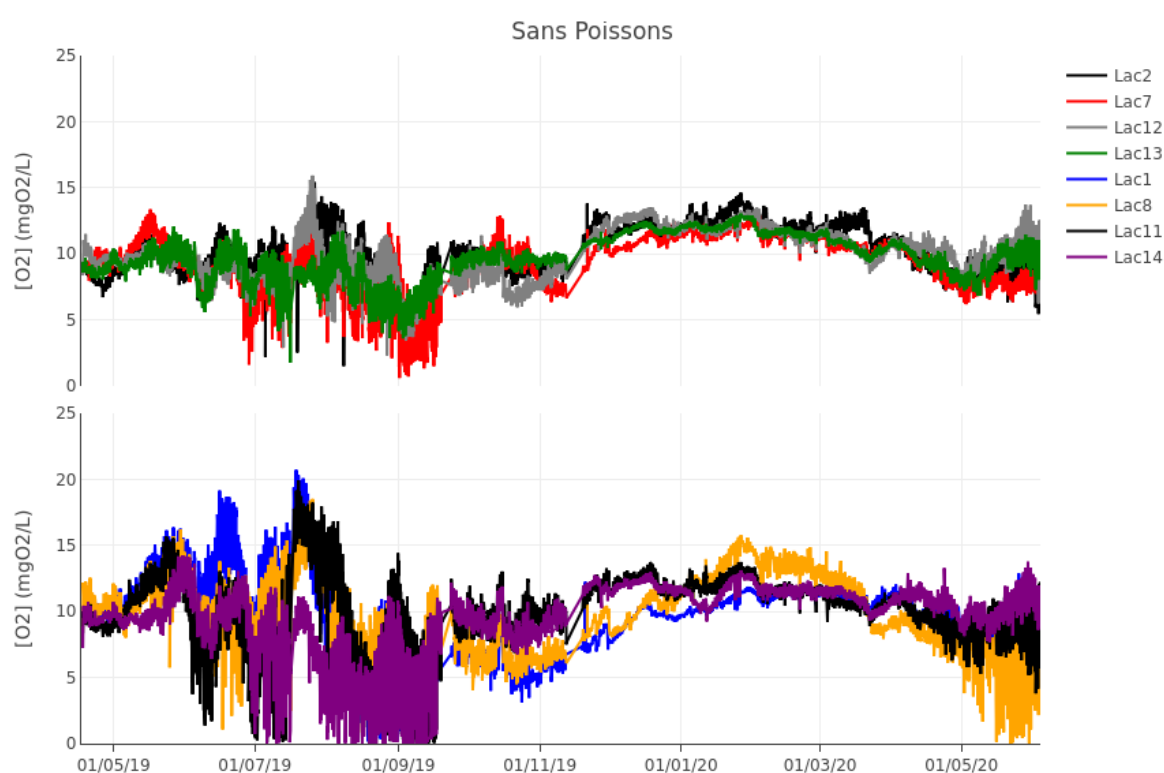 Sans Poissons
25
20
15
10
5
0
[O2] (mgO2/L)
Lac2
Lac7
Lac12
Lac13
Lac1
Lac8
Lac11
Lac14
25
20
15
10
5
0
[O2] (mgO2/L)
01/05/19 01/07/19 01/09/19 01/11/19 01/01/20 01/03/20 01/05/20